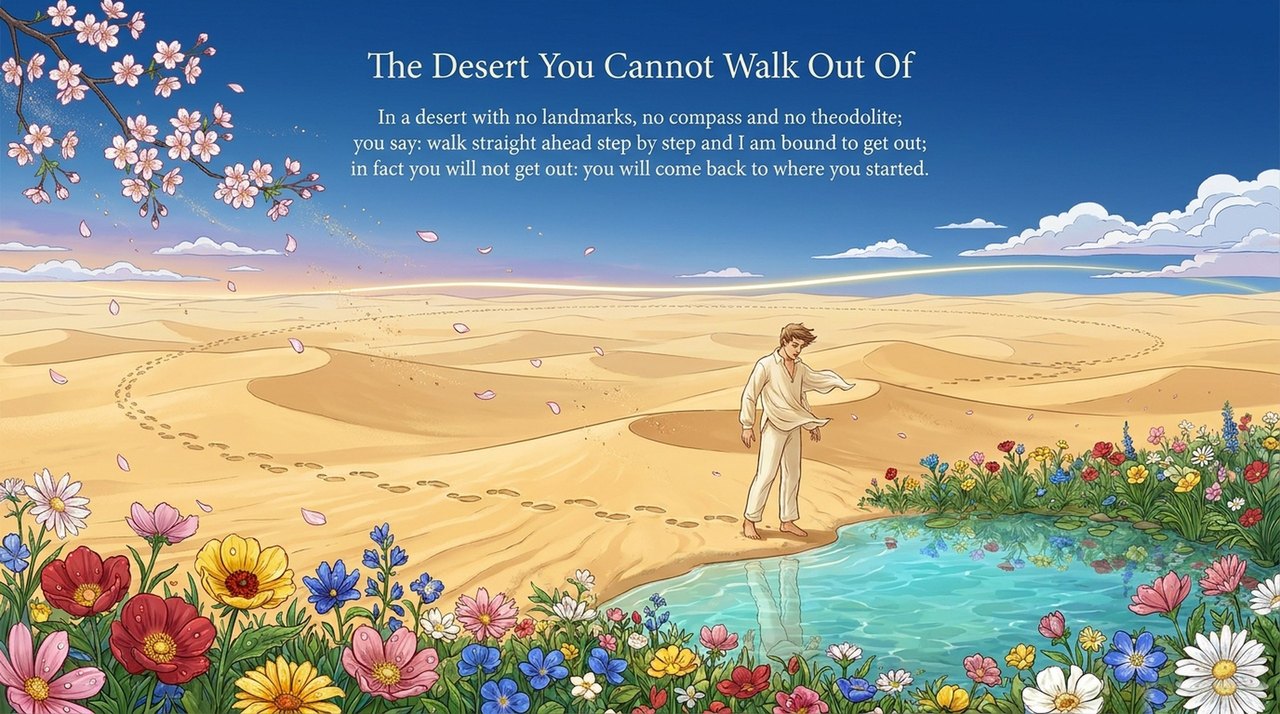 The Desert You Cannot Walk Out Of
In a desert with no landmarks, no compass and no theodolite;
you say: walk straight ahead step by step and I am bound to get out;
in fact you will not get out: you will come back to where you started.